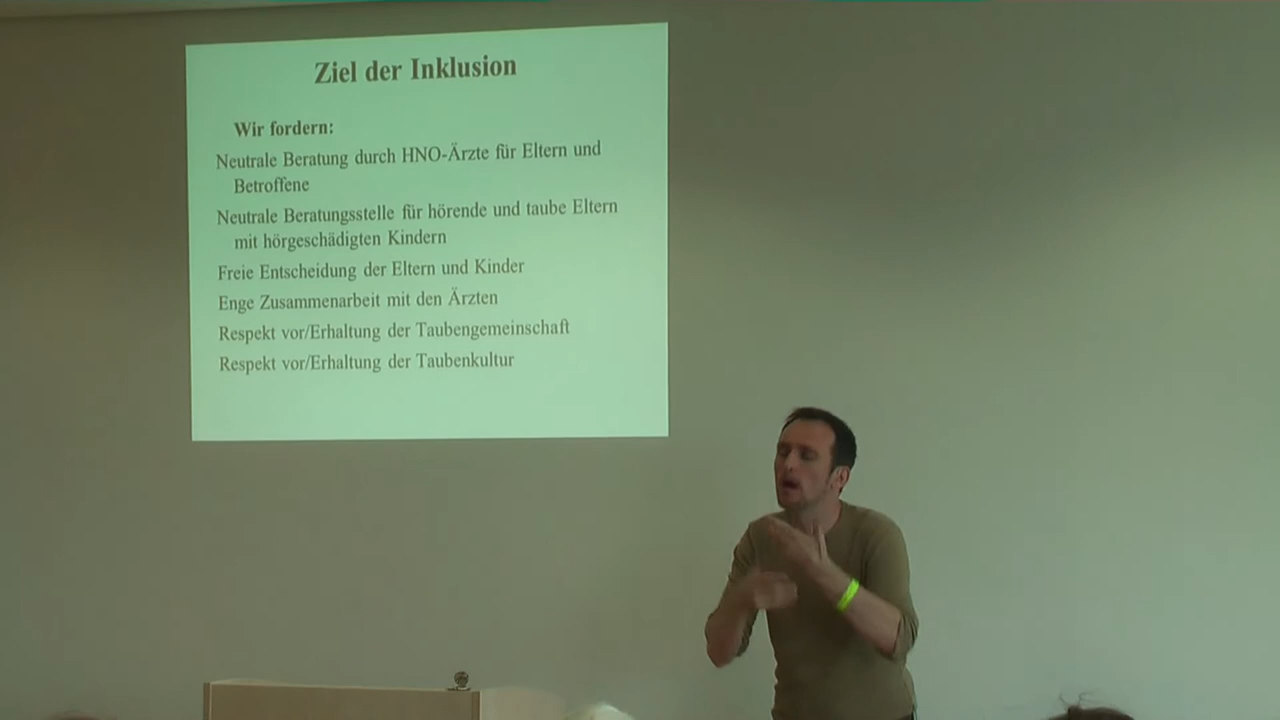 Ziel der Inklusion
Wir fordern:
Neutrale Beratung durch HNO-Ärzte für Eltern und
Betroffene
Neutrale Beratungsstelle für hörende und taube Eltern
mit hörgeschädigten Kindern
Freie Entscheidung der Eltern und Kinder
Enge Zusammenarbeit mit den Ärzten
Respekt vor/Erhaltung der Taubengemeinschaft
Respekt vor/Erhaltung der Taubenkultur